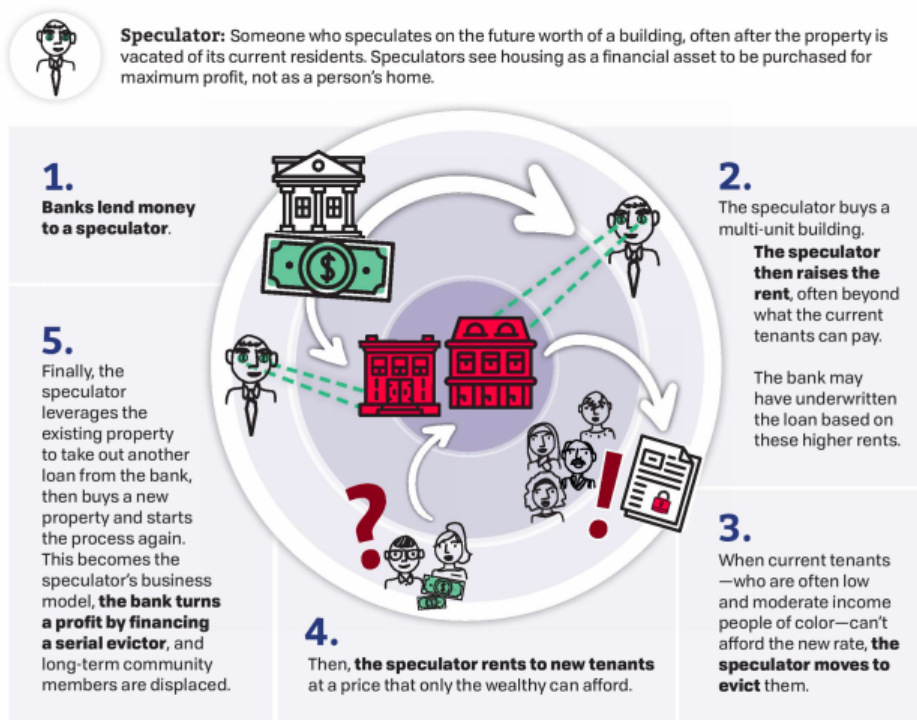 Speculator: Someone who speculates on the future worth of a building, often after the property is
vacated of its current residents. Speculators see housing as a financial asset to be purchased for
maximum profit, not as a person's home.
1.
Banks lend money
to a speculator.
2.
The speculator buys a
multi-unit building.
The speculator
then raises the
rent, often beyond
what the current
tenants can pay.
The bank may
have underwritten
the loan based on
these higher rents.
3.
When current tenants
—who are often low
and moderate income
people of color—can't
afford the new rate, the
speculator moves to
evict them.
4.
Then, the speculator rents to new tenants
at a price that only the wealthy can afford.
5.
Finally, the
speculator
leverages the
existing property
to take out another
loan from the bank,
then buys a new
property and starts
the process again.
This becomes the
speculator's business
model, the bank turns
a profit by financing
a serial evictor, and
long-term community
members are displaced.
$
?
!